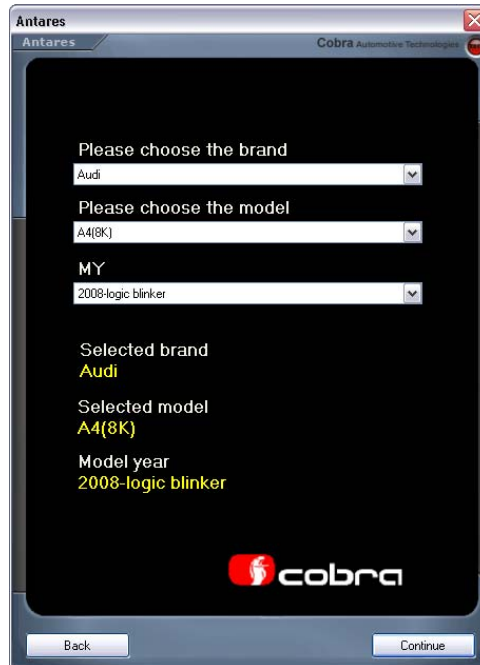 Antares
Antares
Cobra Automotive Technologies
Please choose the brand
Audi
Please choose the model
A4(8K)
MY
2008-logic blinker
Selected brand
Audi
Selected model
A4(8K)
Model year
2008-logic blinker
cobra
Back
Continue